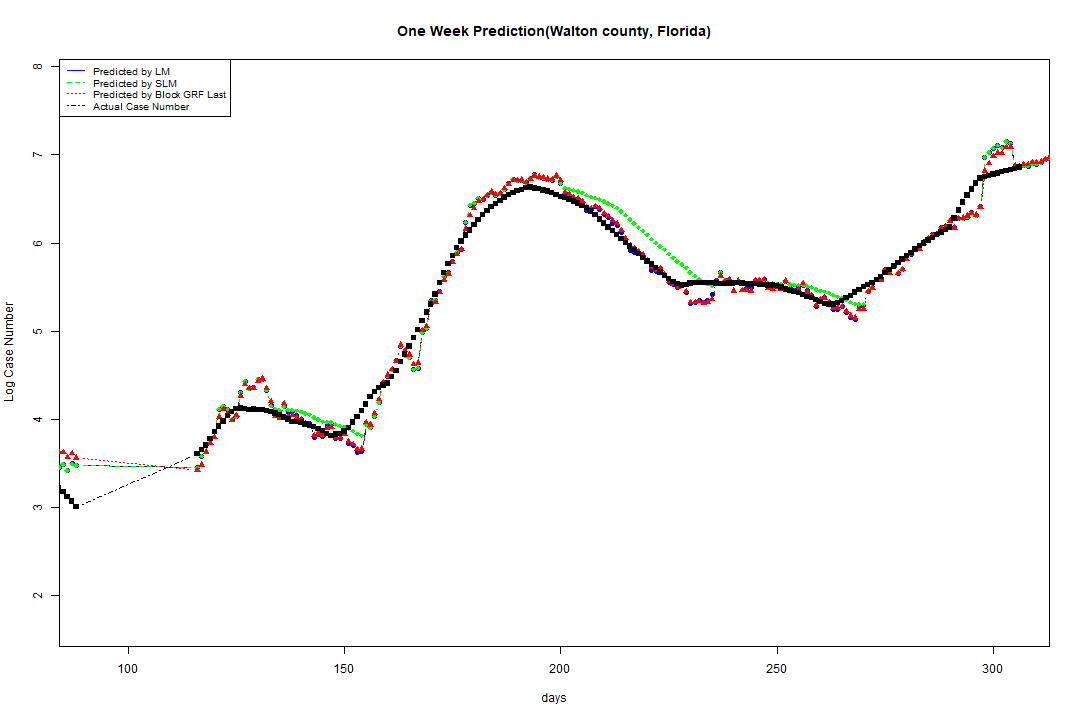 One Week Prediction(Walton county, Florida)
Predicted by LM
Predicted by SLM
Predicted by Block GRF Last
Actual Case Number
8
7
6
5
4
3
2
Log Case Number
100 150 200 250 300
days